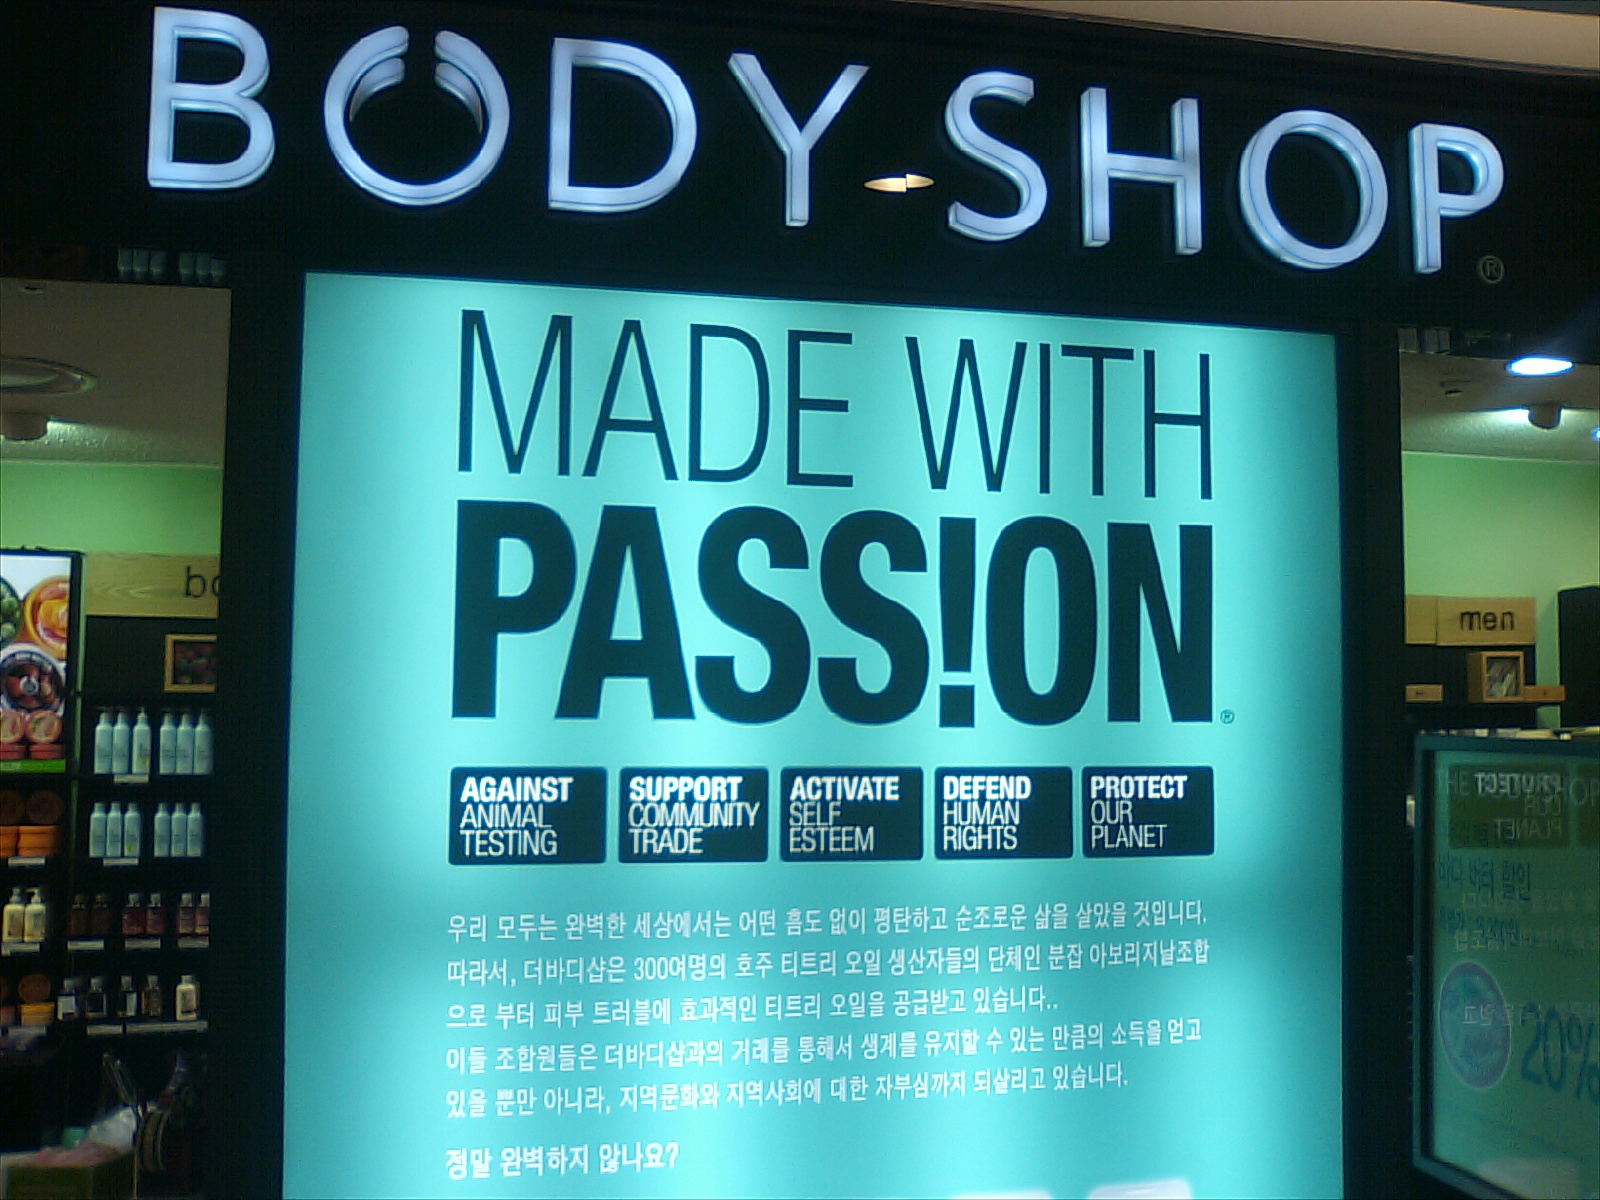 BODY SHOP ®
MADE WITH
PASS!ON ®
AGAINST
ANIMAL
TESTING
SUPPORT
COMMUNITY
TRADE
ACTIVATE
SELF
ESTEEM
DEFEND
HUMAN
RIGHTS
PROTECT
OUR
PLANET
우리 모두는 완벽한 세상에서는 어떤 흠도 없이 평탄하고 순조로운 삶을 살았을 것입니다.
따라서, 더바디샵은 300여명의 호주 티트리 오일 생산자들의 단체인 분잡 아보리지날조합
으로 부터 피부 트러블에 효과적인 티트리 오일을 공급받고 있습니다..
이들 조합원들은 더바디샵과의 거래를 통해서 생계를 유지할 수 있는 만큼의 소득을 얻고
있을 뿐만 아니라, 지역문화와 지역사회에 대한 자부심까지 되살리고 있습니다.
정말 완벽하지 않나요?
bo
men
바디 버터 할인
20%